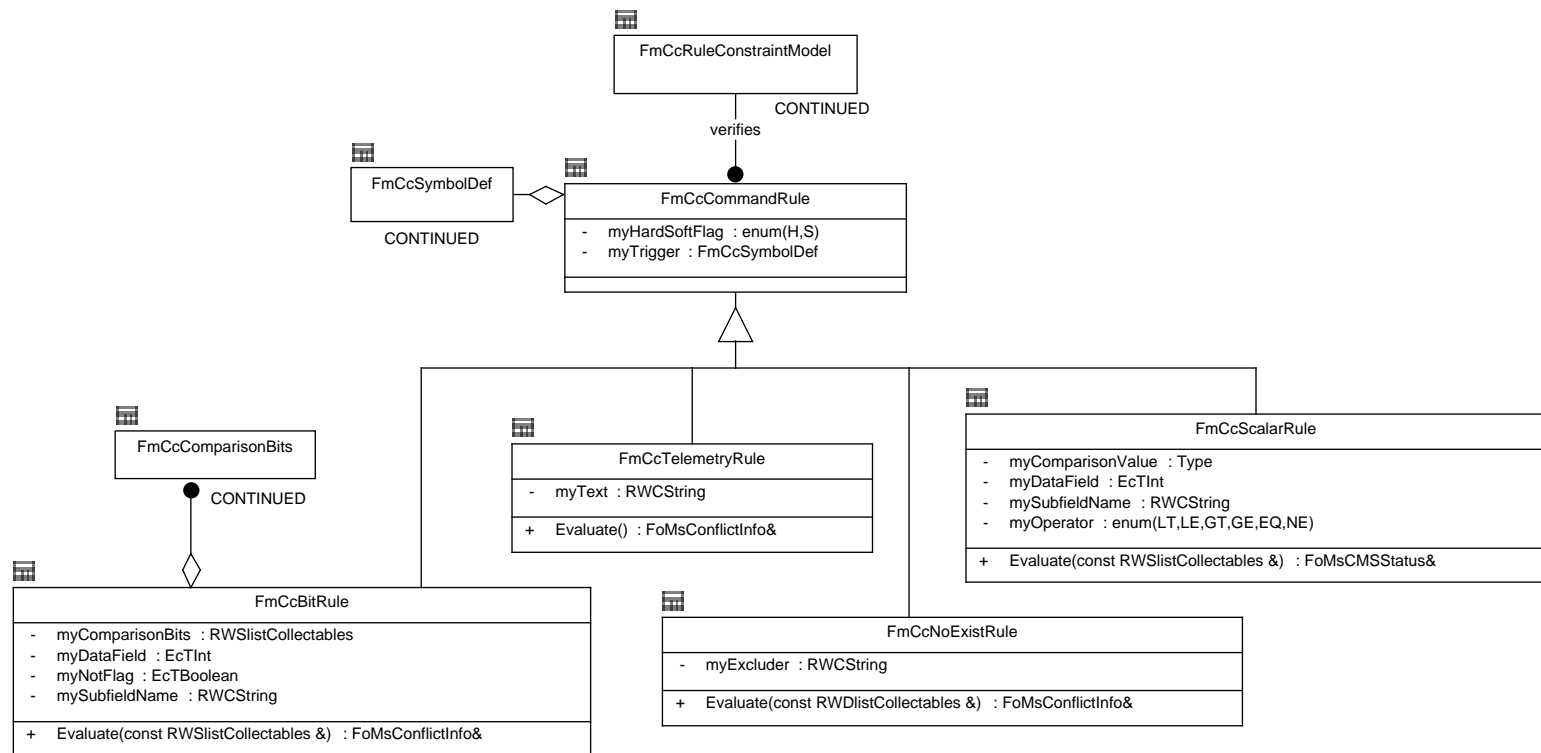 FmCcRuleConstraintModel
CONTINUED
verifies
FmCcSymbolDef
CONTINUED
FmCcCommandRule
- myHardSoftFlag : enum(H,S)
- myTrigger : FmCcSymbolDef
FmCcComparisonBits
CONTINUED
FmCcTelemetryRule
- myText : RWCString
+ Evaluate() : FoMsConflictInfo&
FmCcScalarRule
- myComparisonValue : Type
- myDataField : EcTInt
- mySubfieldName : RWCString
- myOperator : enum(LT,LE,GT,GE,EQ,NE)
+ Evaluate(const RWSlistCollectables &) : FoMsCMSStatus&
FmCcBitRule
- myComparisonBits : RWSlistCollectables
- myDataField : EcTInt
- myNotFlag : EcTBoolean
- mySubfieldName : RWCString
+ Evaluate(const RWSlistCollectables &) : FoMsConflictInfo&
FmCcNoExistRule
- myExcluder : RWCString
+ Evaluate(const RWDlistCollectables &) : FoMsConflictInfo&